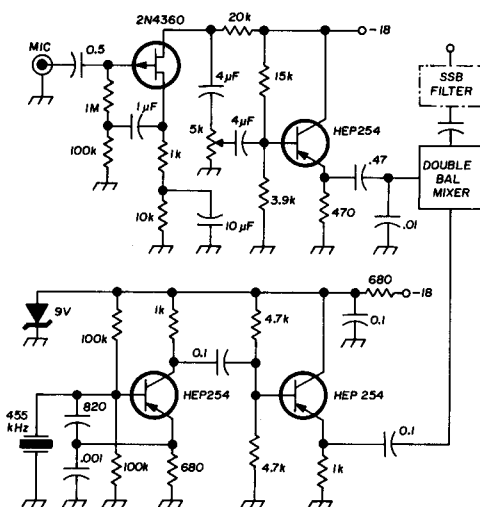 2N4360
20k
-18
MIC
0.5
1M
1µF
4µF
15k
5k
4µF
HEP254
100k
1k
3.9k
.47
10k
10µF
470
.01
SSB
FILTER
DOUBLE
BAL
MIXER
680
-18
9V
100k
1k
4.7k
0.1
0.1
HEP254
HEP 254
455
kHz
820
.001
100k
680
4.7k
1k
0.1